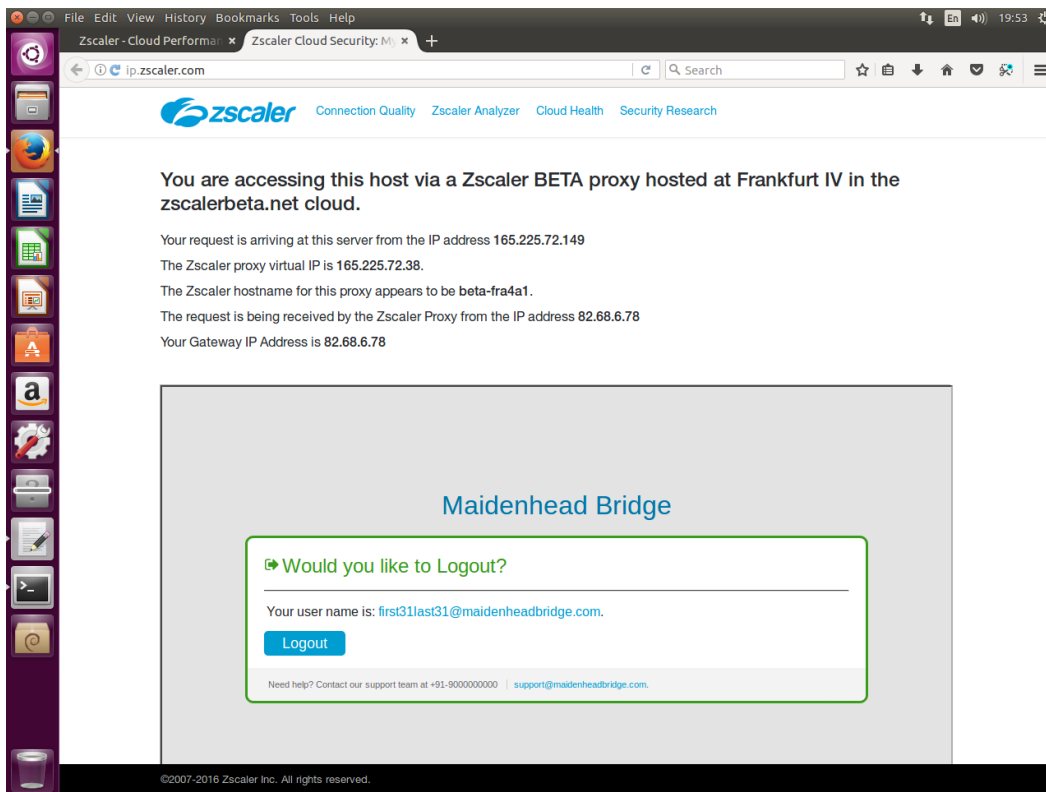 File Edit View History Bookmarks Tools Help
En
19:53
Zscaler - Cloud Performan
Zscaler Cloud Security: My
ip.zscaler.com
Search
zscaler
Connection Quality Zscaler Analyzer Cloud Health Security Research
You are accessing this host via a Zscaler BETA proxy hosted at Frankfurt IV in the
zscalerbeta.net cloud.
Your request is arriving at this server from the IP address 165.225.72.149
The Zscaler proxy virtual IP is 165.225.72.38.
The Zscaler hostname for this proxy appears to be beta-fra4a1.
The request is being received by the Zscaler Proxy from the IP address 82.68.6.78
Your Gateway IP Address is 82.68.6.78
Maidenhead Bridge
Would you like to Logout?
Your user name is: first31last31@maidenheadbridge.com.
Logout
Need help? Contact our support team at +91-9000000000 | support@maidenheadbridge.com.
©2007-2016 Zscaler Inc. All rights reserved.